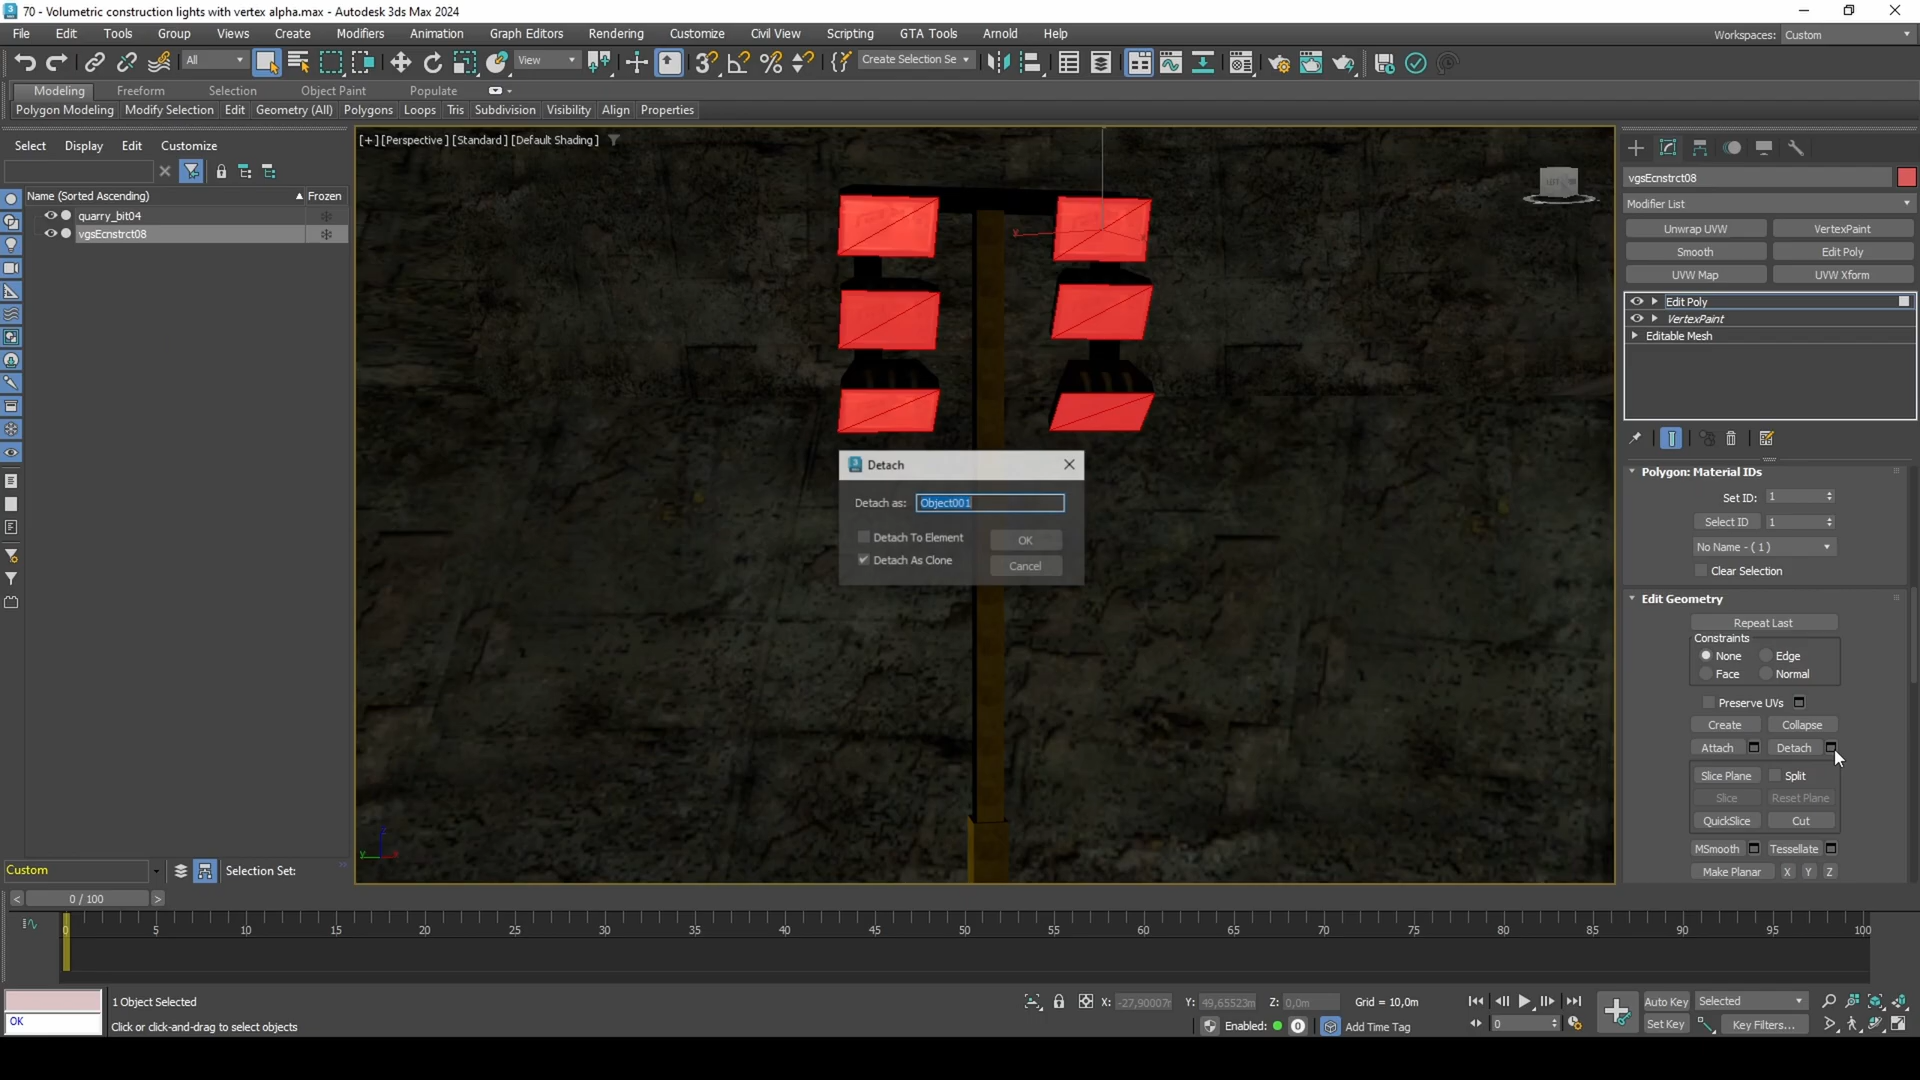 70 - Volumetric construction lights with vertex alpha.max - Autodesk 3ds Max 2024
File Edit Tools Group Views Create Modifiers Animation Graph Editors Rendering Customize Civil View Scripting GTA Tools Arnold Help Workspaces: Custom
All View Create Selection Se
Modeling Freeform Selection Object Paint Populate
Polygon Modeling Modify Selection Edit Geometry (All) Polygons Loops Tris Subdivision Visibility Align Properties
Select Display Edit Customize
[+] [Perspective] [Standard] [Default Shading]
Name (Sorted Ascending) Frozen
quarry_bit04
vgsEcnstrct08
vgsEcnstrct08
Modifier List
Unwrap UVW VertexPaint
Smooth Edit Poly
UVW Map UVW Xform
Edit Poly
VertexPaint
Editable Mesh
Detach
Detach as: Object001
Detach To Element OK
Detach As Clone Cancel
Polygon: Material IDs
Set ID: 1
Select ID 1
No Name - ( 1 )
Clear Selection
Edit Geometry
Repeat Last
Constraints
None Edge
Face Normal
Preserve UVs
Create Collapse
Attach Detach
Slice Plane Split
Slice Reset Plane
QuickSlice Cut
MSmooth Tessellate
Make Planar X Y Z
Custom Selection Set:
< 0 / 100 >
0 5 10 15 20 25 30 35 40 45 50 55 60 65 70 75 80 85 90 95 100
1 Object Selected X: -27,90007m Y: 49,65523m Z: 0,0m Grid = 10,0m Auto Key Selected
OK Click or click-and-drag to select objects Enabled: 0 Add Time Tag 0 Set Key Key Filters...